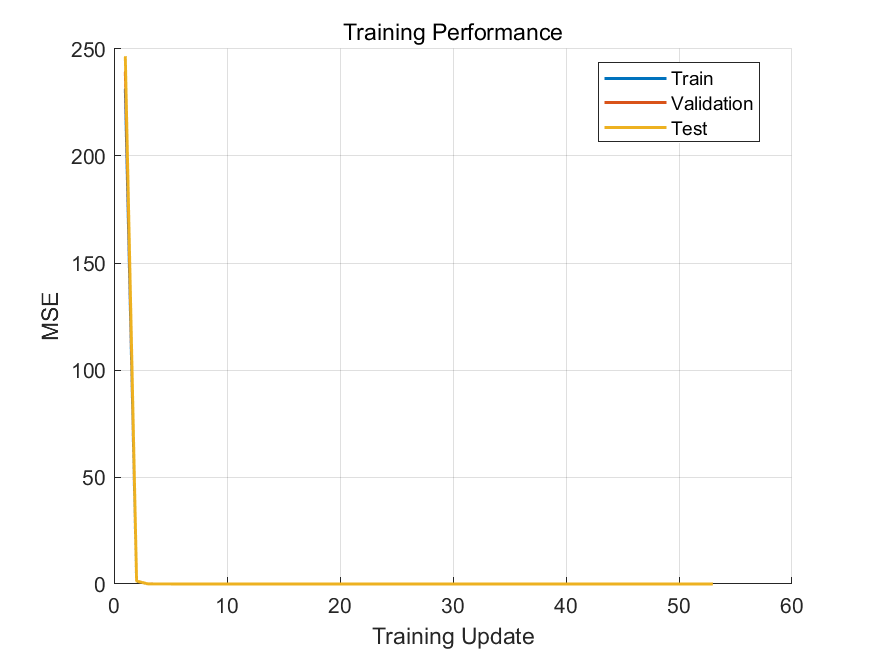 Training Performance
Train
Validation
Test
250
200
150
100
50
0
MSE
0 10 20 30 40 50 60
Training Update